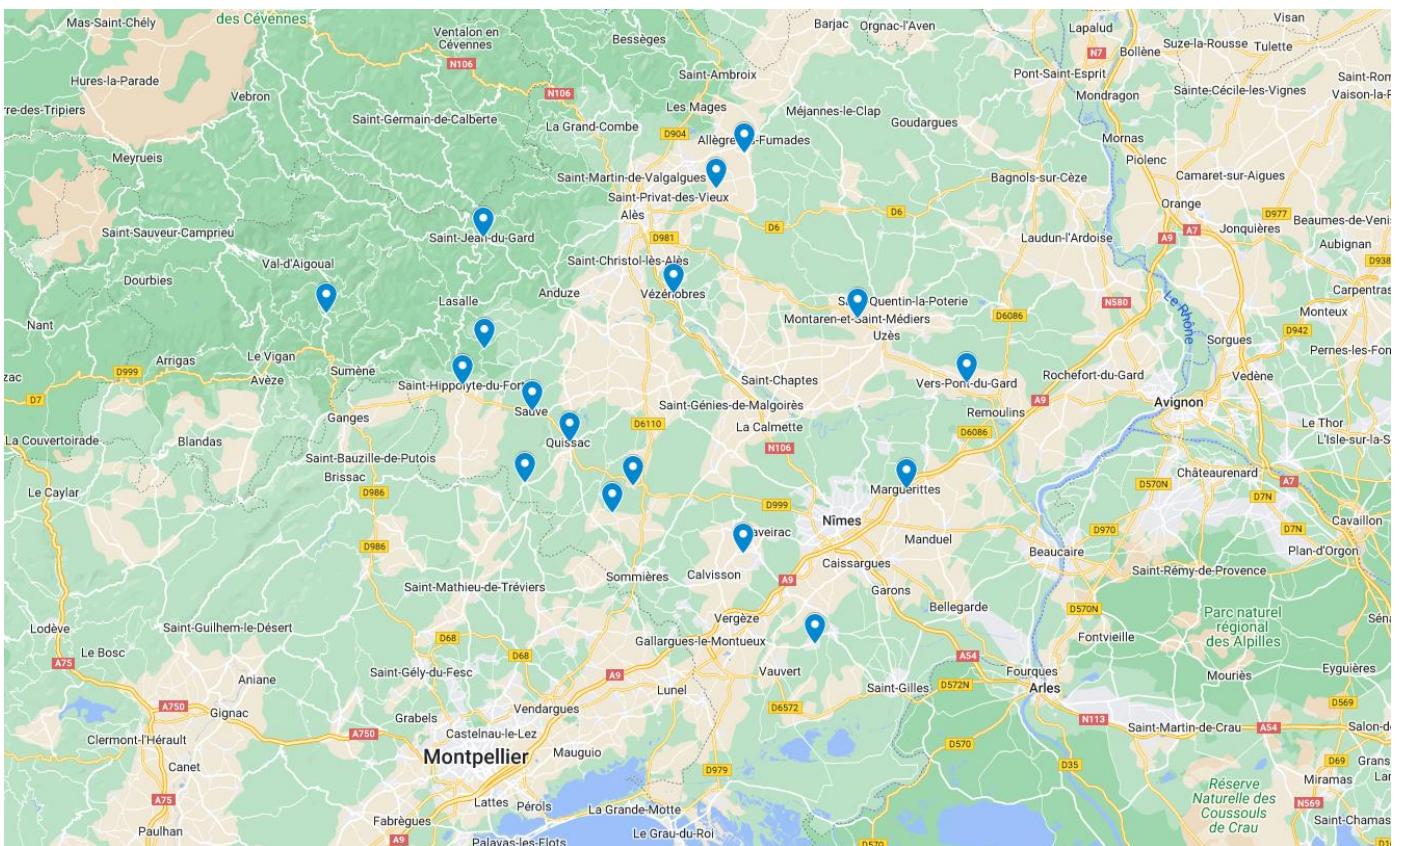 Mas-Saint-Chély
des Cévennes
Ventalon en
Cévennes
Bessèges
Barjac
Orgnac-l'Aven
Lapalud
Visan
N7
Bollène
Suze-la-Rousse
Tulette
N106
Hures-la-Parade
Saint-Ambroix
Pont-Saint-Esprit
Vebron
N106
Mondragon
Sainte-Cécile-les-Vignes
Les Mages
Méjannes-le-Clap
Saint-Germain-de-Calberte
La Grand-Combe
D904
Goudargues
Mornas
Meyrueis
Piolenc
Saint-Martin-de-Valgalgues
Bagnols-sur-Cèze
Camaret-sur-Aigues
Saint-Privat-des-Vieux
Orange
Alès
D6
D977
D6
A7
Saint-Sauveur-Camprieu
D981
Laudun-l'Ardoise
A9
Jonquières
Aubignan
Val-d'Aigoual
Saint-Christol-lès-Alès
D938
Dourbies
Anduze
Lasalle
N580
Carpentras
Le Rhône
Monteux
Nant
Montaren-et-Saint-Médiers
D6086
Uzès
D942
Sorgues
Arrigas
Le Vigan
Sumène
D999
Avèze
Saint-Chaptes
Vers-Pont-du-Gard
Rochefort-du-Gard
Vedène
D7
Saint-Hippolyte-du-Fort
A9
Avignon
Sauve
Saint-Génies-de-Malgoirès
Remoulins
Ganges
D6110
La Calmette
D6086
Le Thor
La Couvertoirade
Blandas
Quissac
N106
Saint-Bauzille-de-Putois
Brissac
Châteaurenard
Le Caylar
D986
Marguerittes
D570N
A7
D7N
D999
Nîmes
Cavaillon
D970
D7N
D986
Manduel
Beaucaire
Plan-d'Orgon
Caissargues
Saint-Rémy-de-Provence
Sommières
Calvisson
A9
Saint-Mathieu-de-Tréviers
Garons
Bellegarde
D570N
Parc naturel
régional
des Alpilles
Lodève
Saint-Guilhem-le-Désert
Vergèze
Fontvieille
D68
Gallargues-le-Montueux
Le Bosc
D68
A75
A54
Saint-Gély-du-Fesc
A9
Vauvert
Fourques
Eyguières
Aniane
Mouriès
Lunel
Saint-Gilles
D572N
Arles
A750
Gignac
Vendargues
D6572
D569
Grabels
N113
Saint-Martin-de-Crau
A54
Clermont-l'Hérault
A750
Castelnau-le-Lez
D570
Montpellier
Mauguio
Canet
D979
D35
D69
Miramas
Réserve
Naturelle des
Coussouls
de Crau
A75
Lattes
Pérols
La Grande-Motte
N569
Fabrègues
Paulhan
Le Grau-du-Roi
A9
Palavas-les-Flots
D570